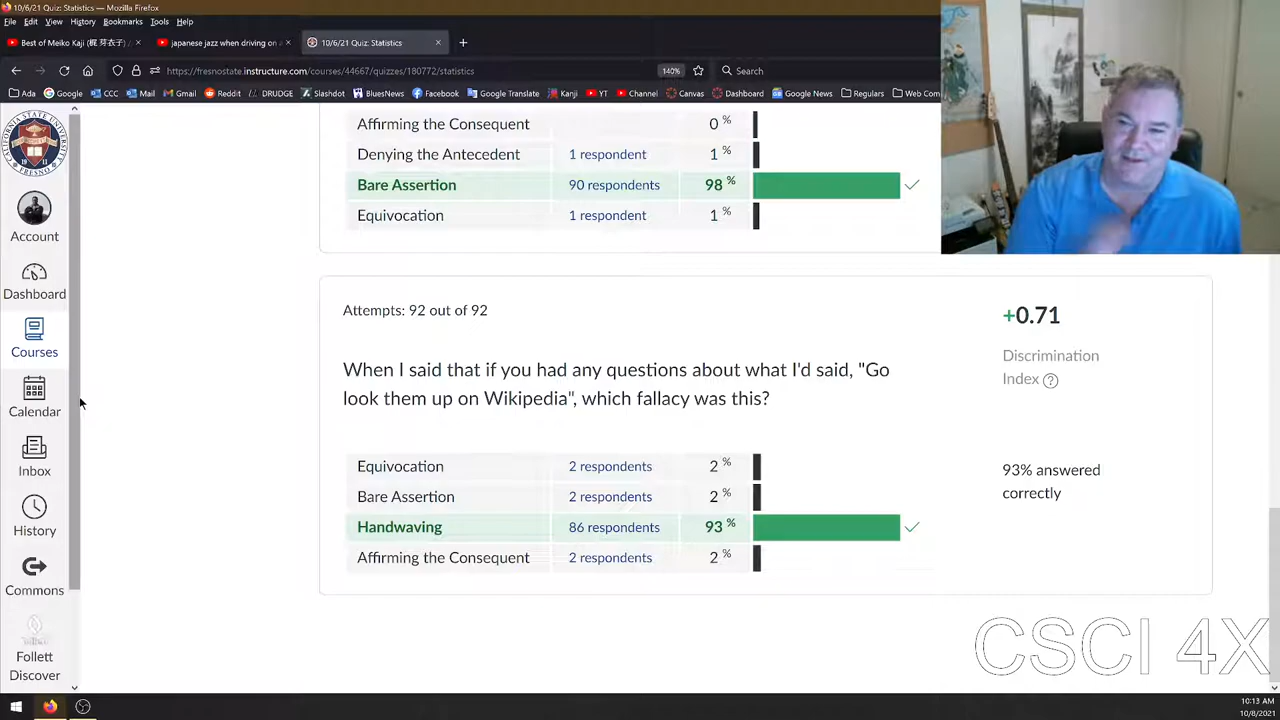 10/6/21 Quiz: Statistics — Mozilla Firefox
File Edit View History Bookmarks Tools Help
Best of Meiko Kaji (梶 芽衣子) /
japanese jazz when driving on
10/6/21 Quiz: Statistics
https://fresnostate.instructure.com/courses/44667/quizzes/180772/statistics
140%
Search
Ada Google CCC Mail Gmail Reddit DRUDGE Slashdot BluesNews Facebook Google Translate Kanji YT Channel Canvas Dashboard Google News Regulars Web Com
Account
Dashboard
Courses
Calendar
Inbox
History
Commons
Follett
Discover
Affirming the Consequent 0 %
Denying the Antecedent 1 respondent 1 %
Bare Assertion 90 respondents 98 %
Equivocation 1 respondent 1 %
Attempts: 92 out of 92
+0.71
Discrimination
Index ?
When I said that if you had any questions about what I'd said, "Go
look them up on Wikipedia", which fallacy was this?
Equivocation 2 respondents 2 %
Bare Assertion 2 respondents 2 %
Handwaving 86 respondents 93 %
Affirming the Consequent 2 respondents 2 %
93% answered
correctly
CSCI 4X
10:13 AM
10/8/2021